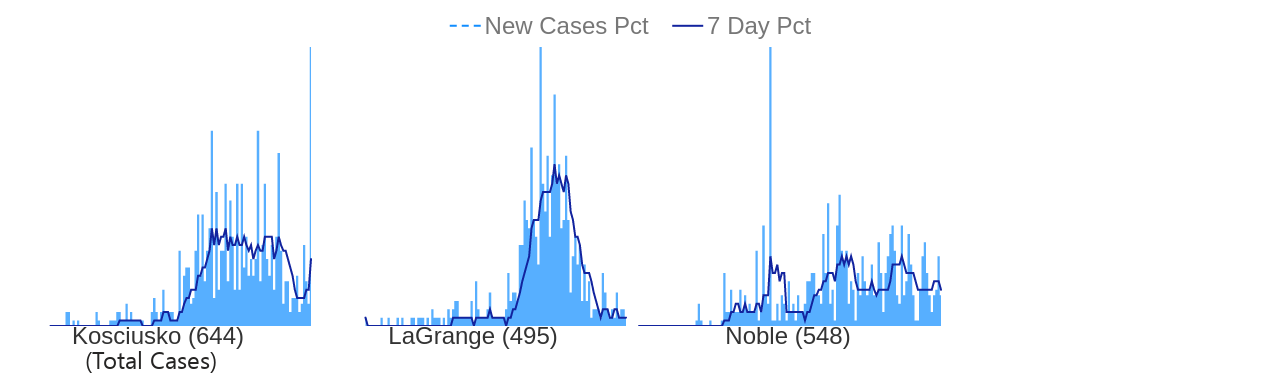 New Cases Pct 7 Day Pct
Kosciusko (644) LaGrange (495) Noble (548)
(Total Cases)